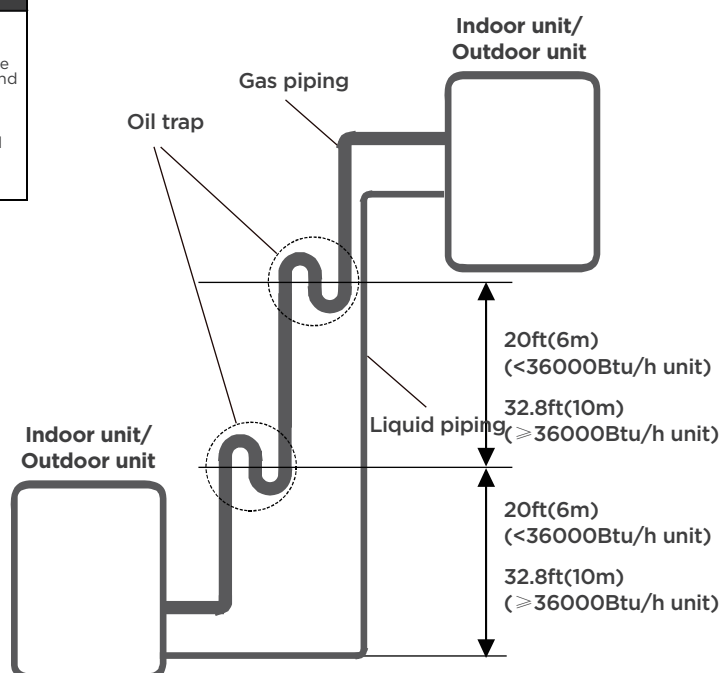 e
nd
Indoor unit/
Outdoor unit
Gas piping
Oil trap
20ft(6m)
(<36000Btu/h unit)
32.8ft(10m)
(⩾36000Btu/h unit)
Liquid piping
Indoor unit/
Outdoor unit
20ft(6m)
(<36000Btu/h unit)
32.8ft(10m)
(⩾36000Btu/h unit)